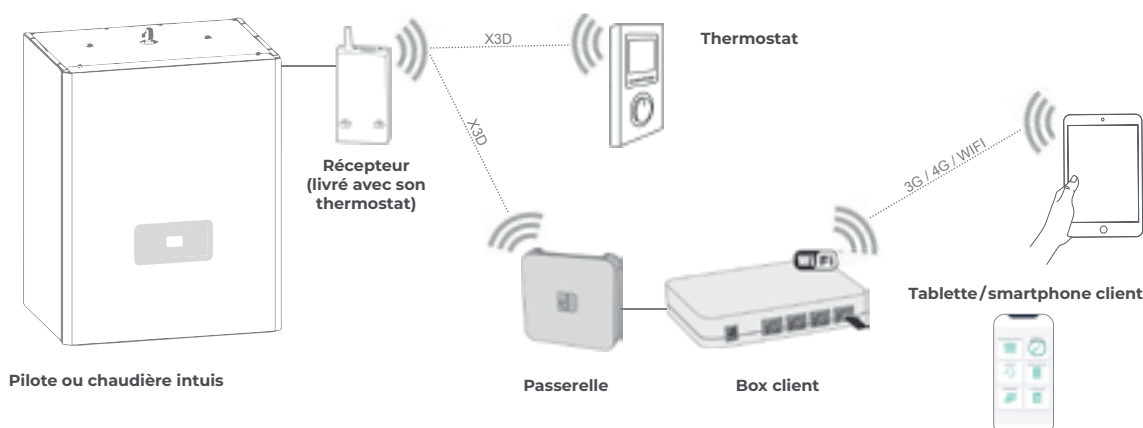 X3D
Thermostat
X3D
Récepteur
(livré avec son
thermostat)
3G / 4G / WIFI
WiFi
Tablette/smartphone client
Pilote ou chaudière intuis
Passerelle
Box client